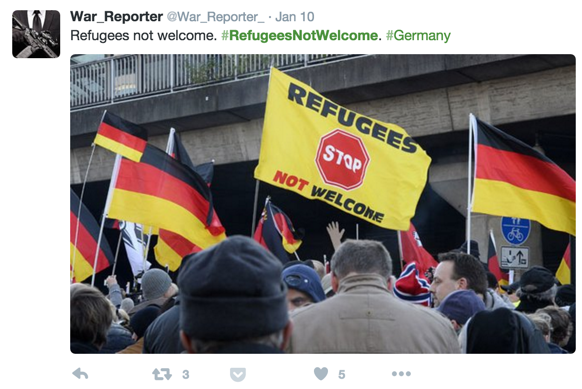 War_Reporter @War_Reporter_ · Jan 10
Refugees not welcome. #RefugeesNotWelcome. #Germany
REFUGEES
STOP
NOT WELCOME
3
5